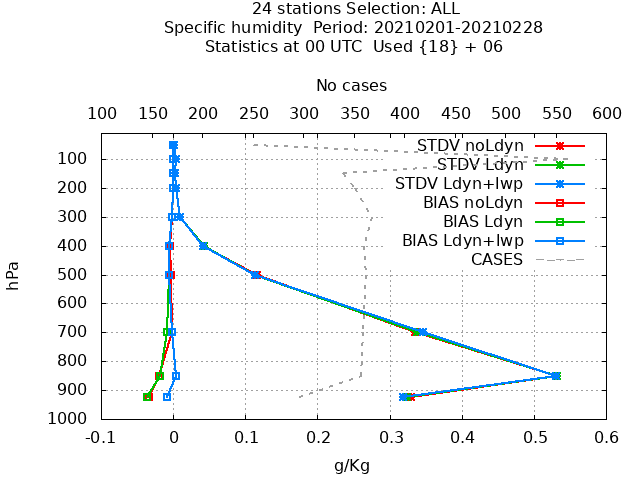 24 stations Selection: ALL
Specific humidity  Period: 20210201-20210228
Statistics at 00 UTC  Used {18} + 06
No cases
100 150 200 250 300 350 400 450 500 550 600
STDV noLdyn
STDV Ldyn
STDV Ldyn+lwp
BIAS noLdyn
BIAS Ldyn
BIAS Ldyn+lwp
CASES
hPa
100
200
300
400
500
600
700
800
900
1000
-0.1 0 0.1 0.2 0.3 0.4 0.5 0.6
g/Kg